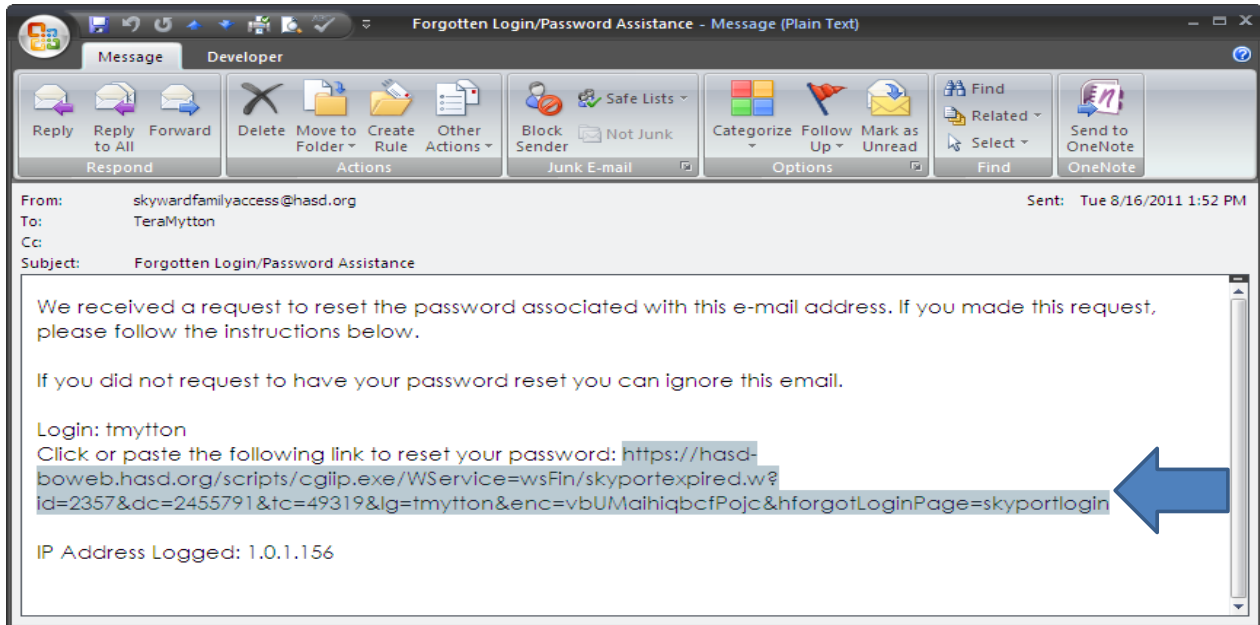 Forgotten Login/Password Assistance - Message (Plain Text)
Message Developer
Reply Reply to All Forward Delete Move to Folder Create Rule Other Actions Block Sender Safe Lists Not Junk Categorize Follow Up Mark as Unread Find Related Select Send to OneNote
Respond Actions Junk E-mail Options Find OneNote
From: skywardfamilyaccess@hasd.org Sent: Tue 8/16/2011 1:52 PM
To: TeraMytton
Cc:
Subject: Forgotten Login/Password Assistance
We received a request to reset the password associated with this e-mail address. If you made this request,
please follow the instructions below.
If you did not request to have your password reset you can ignore this email.
Login: tmytton
Click or paste the following link to reset your password: https://hasd-
boweb.hasd.org/scripts/cgiip.exe/WService=wsFin/skyportexpired.w?
id=2357&dc=2455791&tc=49319&lg=tmytton&enc=vbUMaihiqbcfPojc&hforgotLoginPage=skyportlogin
IP Address Logged: 1.0.1.156